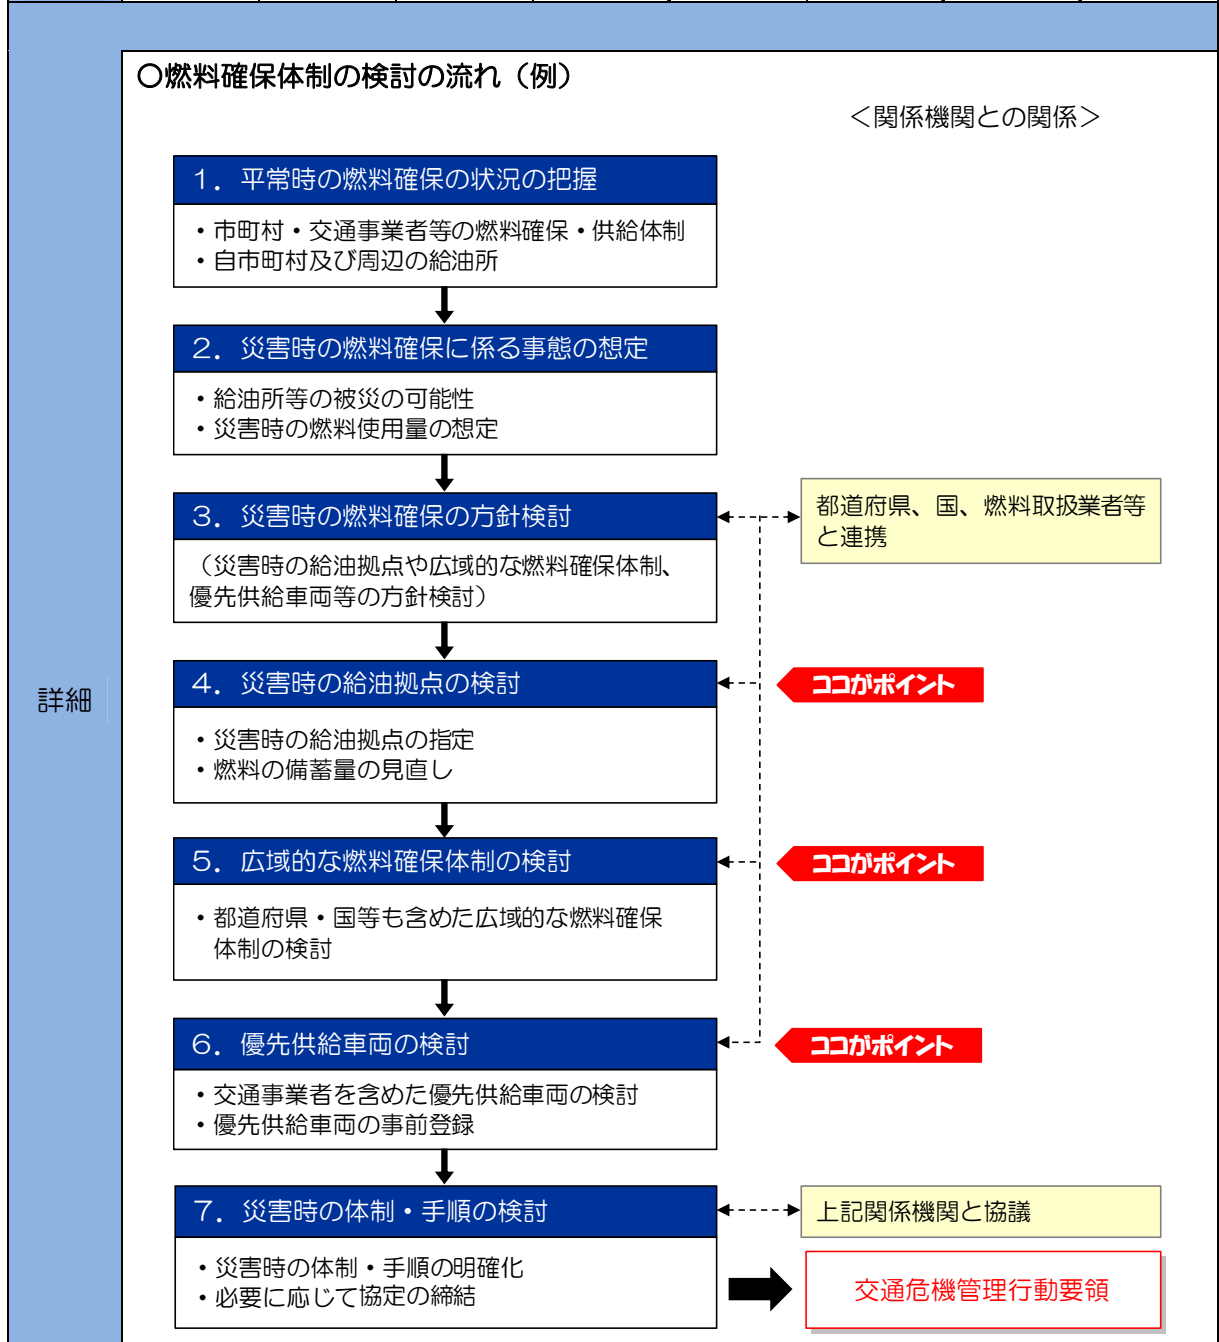 〇燃料確保体制の検討の流れ（例）
＜関係機関との関係＞
１．平常時の燃料確保の状況の把握
・市町村・交通事業者等の燃料確保・供給体制
・自市町村及び周辺の給油所
２．災害時の燃料確保に係る事態の想定
・給油所等の被災の可能性
・災害時の燃料使用量の想定
３．災害時の燃料確保の方針検討
都道府県、国、燃料取扱業者等
と連携
（災害時の給油拠点や広域的な燃料確保体制、
優先供給車両等の方針検討）
４．災害時の給油拠点の検討
ココがポイント
詳細
・災害時の給油拠点の指定
・燃料の備蓄量の見直し
５．広域的な燃料確保体制の検討
ココがポイント
・都道府県・国等も含めた広域的な燃料確保
体制の検討
６．優先供給車両の検討
ココがポイント
・交通事業者を含めた優先供給車両の検討
・優先供給車両の事前登録
７．災害時の体制・手順の検討
上記関係機関と協議
・災害時の体制・手順の明確化
・必要に応じて協定の締結
交通危機管理行動要領